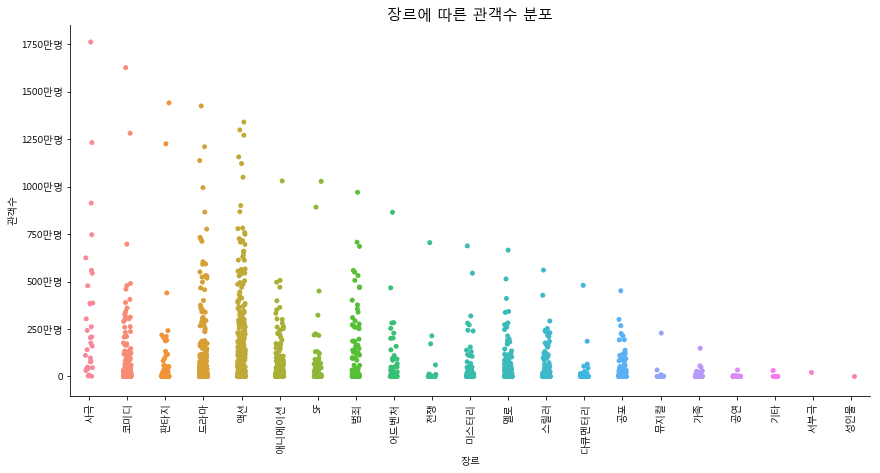 장르에 따른 관객수 분포
관객수
1750만명
1500만명
1250만명
1000만명
750만명
500만명
250만명
0
사극
코미디
판타지
드라마
액션
애니메이션
SF
범죄
어드벤처
전쟁
미스터리
멜로
스릴러
다큐멘터리
공포
뮤지컬
가족
공연
기타
서부극
성인물
장르